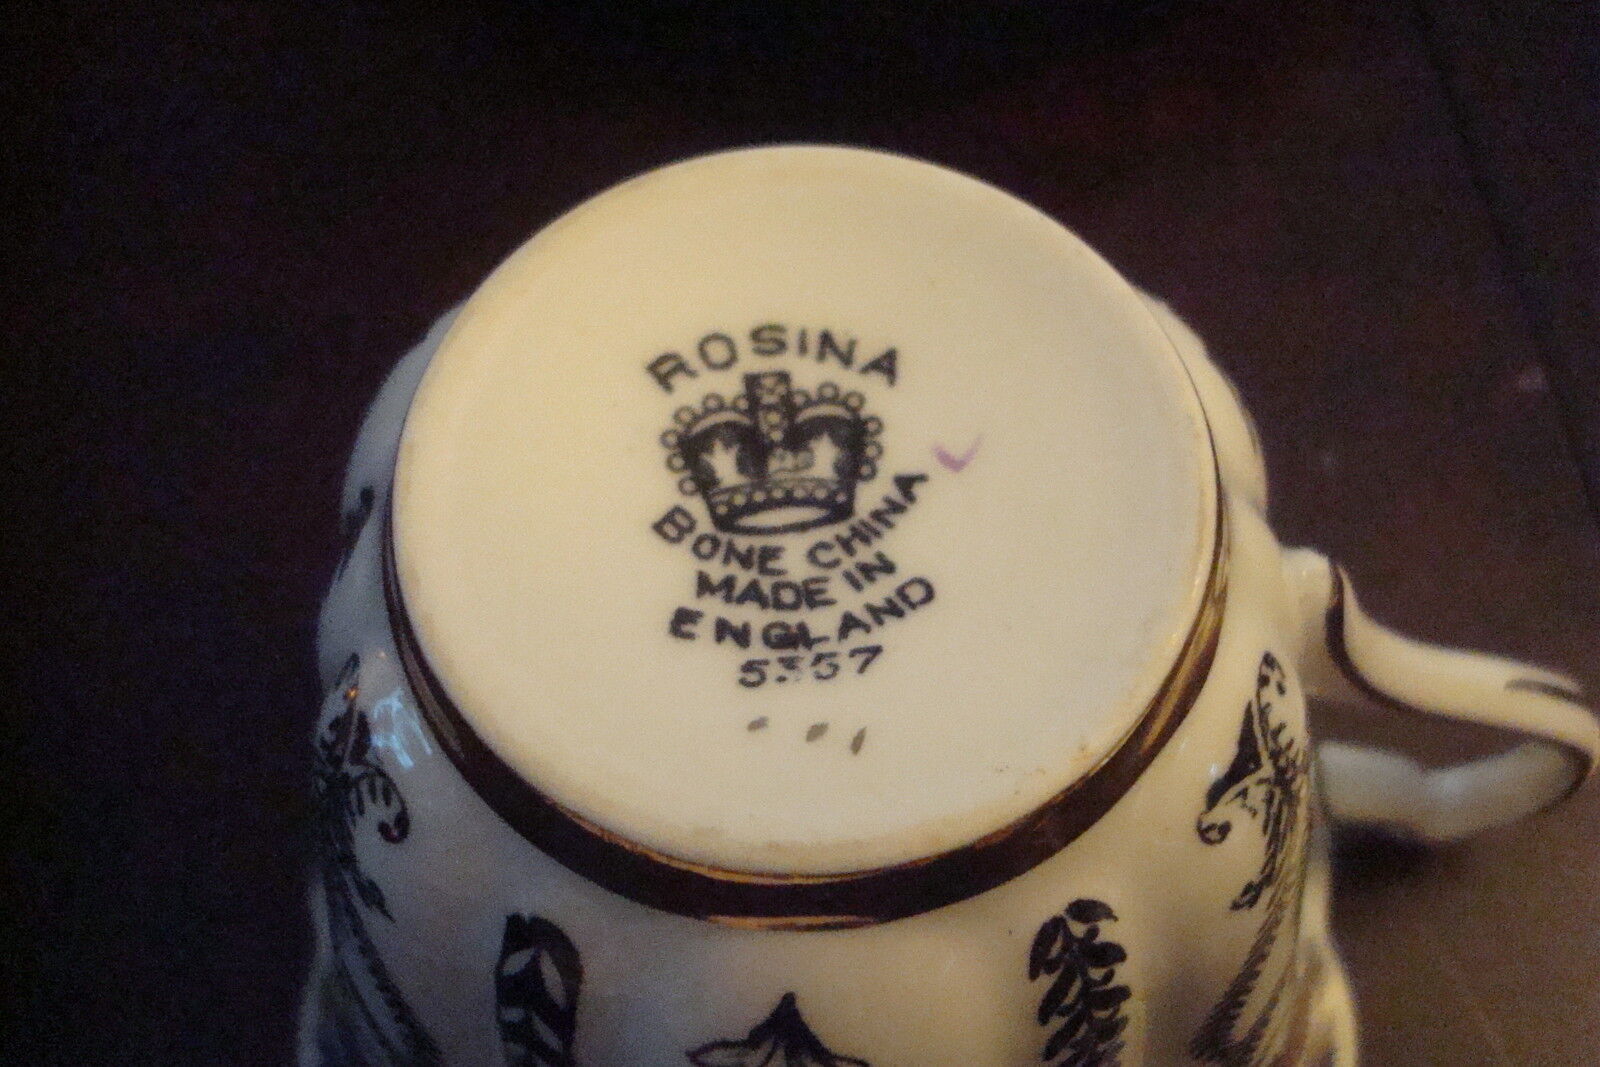 ROSINA
BONE CHINA
MADE IN
ENGLAND
5357